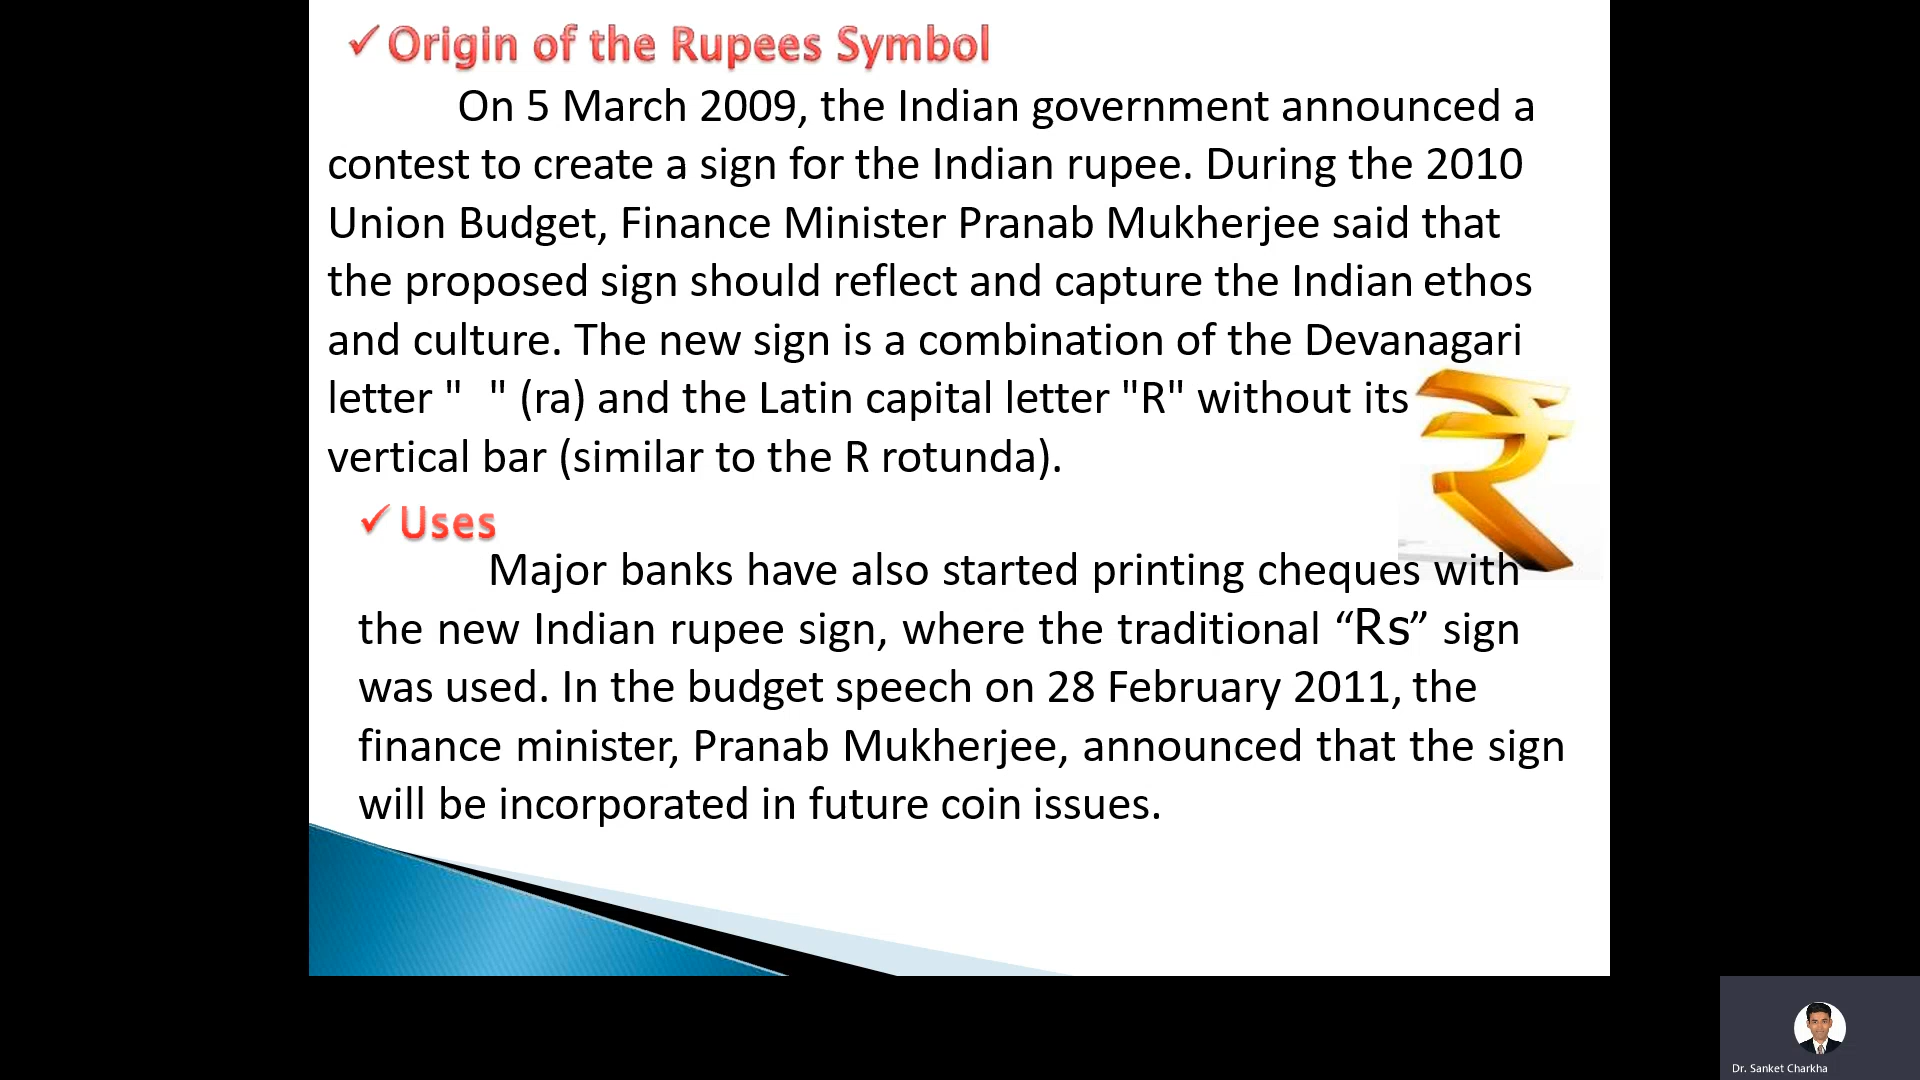 ✓ Origin of the Rupees Symbol
On 5 March 2009, the Indian government announced a
contest to create a sign for the Indian rupee. During the 2010
Union Budget, Finance Minister Pranab Mukherjee said that
the proposed sign should reflect and capture the Indian ethos
and culture. The new sign is a combination of the Devanagari
letter "  " (ra) and the Latin capital letter "R" without its
vertical bar (similar to the R rotunda).
₹
✓ Uses
Major banks have also started printing cheques with
the new Indian rupee sign, where the traditional “Rs” sign
was used. In the budget speech on 28 February 2011, the
finance minister, Pranab Mukherjee, announced that the sign
will be incorporated in future coin issues.
Dr. Sanket Charkha